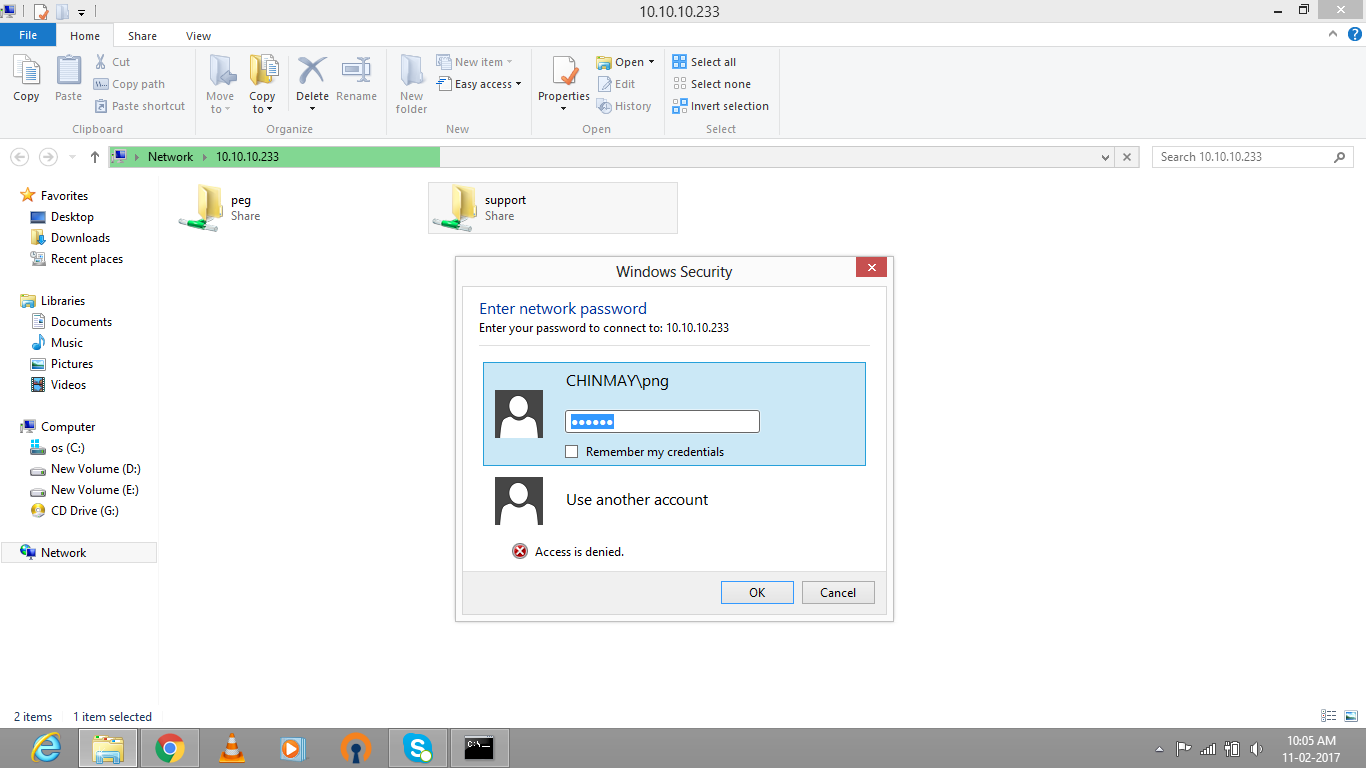 10.10.10.233
File Home Share View
Copy
Paste
Cut
Copy path
Paste shortcut
Clipboard
Move to
Copy to
Delete
Rename
Organize
New folder
New item
Easy access
New
Properties
Open
Edit
History
Open
Select all
Select none
Invert selection
Select
Network 10.10.10.233
Search 10.10.10.233
Favorites
Desktop
Downloads
Recent places
Libraries
Documents
Music
Pictures
Videos
Computer
os (C:)
New Volume (D:)
New Volume (E:)
CD Drive (G:)
Network
peg
Share
support
Share
Windows Security
Enter network password
Enter your password to connect to: 10.10.10.233
CHINMAY\png
Remember my credentials
Use another account
Access is denied.
OK Cancel
2 items 1 item selected
C:\
10:05 AM
11-02-2017